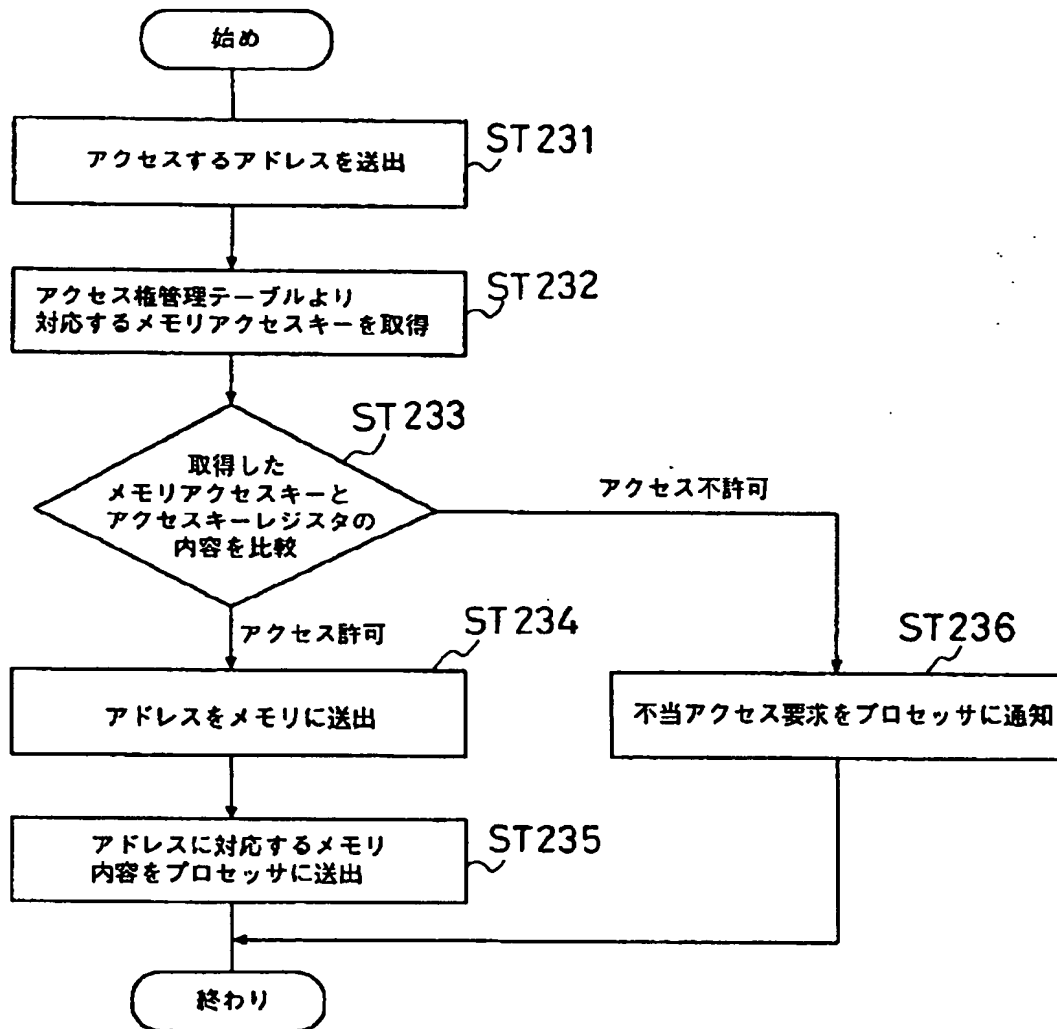 始め
アクセスするアドレスを送出
ST231
アクセス権管理テーブルより
対応するメモリアクセスキーを取得
ST232
ST233
取得した
メモリアクセスキーと
アクセスキーレジスタの
内容を比較
アクセス不許可
アクセス許可
ST234
アドレスをメモリに送出
ST236
不当アクセス要求をプロセッサに通知
アドレスに対応するメモリ
内容をプロセッサに送出
ST235
終わり